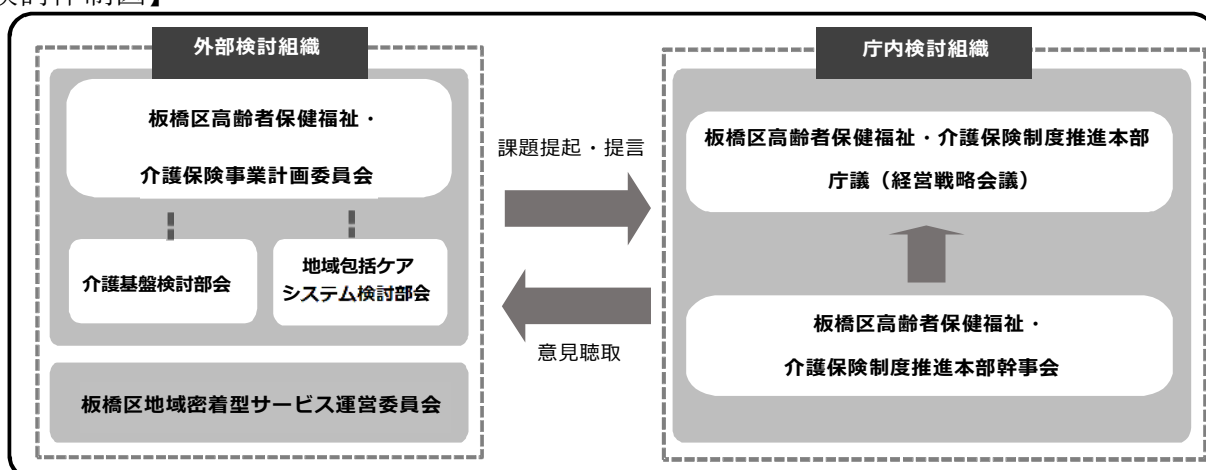 検討体制図】
外部検討組織
板橋区高齢者保健福祉・
介護保険事業計画委員会
介護基盤検討部会
地域包括ケア
システム検討部会
板橋区地域密着型サービス運営委員会
課題提起・提言
意見聴取
庁内検討組織
板橋区高齢者保健福祉・介護保険制度推進本部
庁議（経営戦略会議）
板橋区高齢者保健福祉・
介護保険制度推進本部幹事会